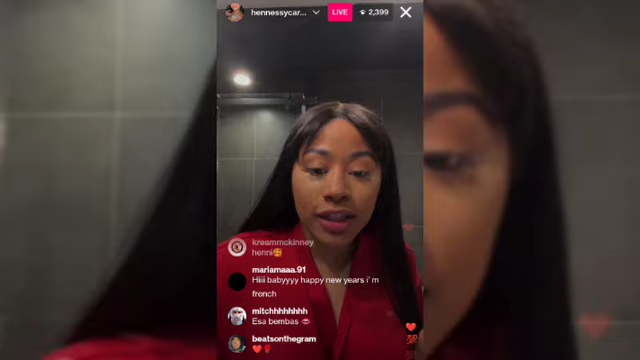 hennessycar...
LIVE
2,399
kreammckinney
henni🥰
mariamaaa.91
Hiiii babyyyy happy new years i' m
french
mitchhhhhhhh
Esa bembas 👄
beatsonthegram
❤️🌹